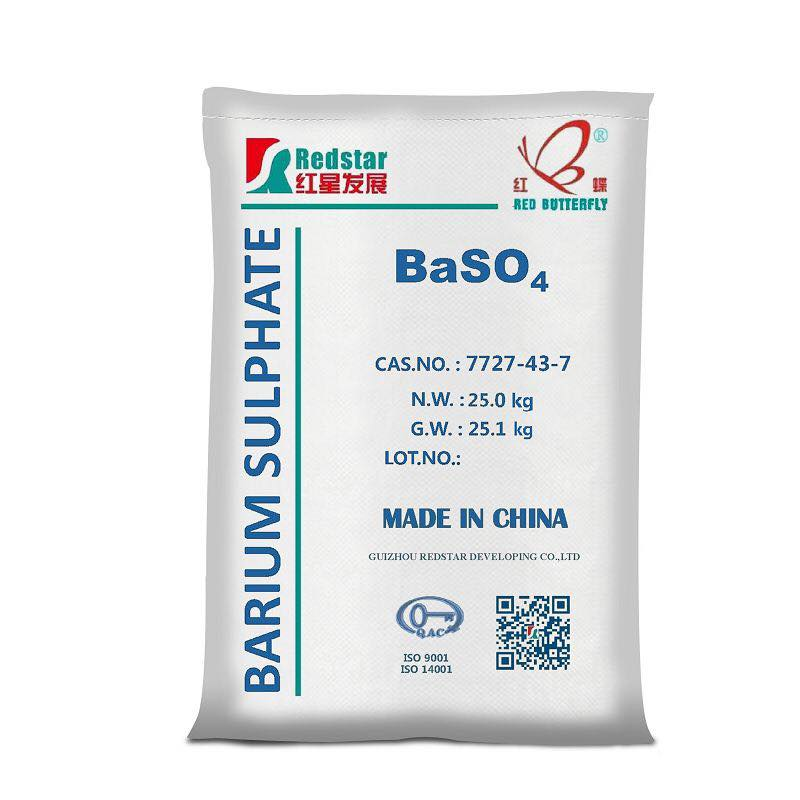 Redstar
红星发展
®
红 蝶
RED BUTTERFLY
BARIUM SULPHATE
BaSO₄
CAS.NO. : 7727-43-7
N.W. : 25.0 kg
G.W. : 25.1 kg
LOT.NO.:
MADE IN CHINA
GUIZHOU REDSTAR DEVELOPING CO.,LTD
QAC
ISO 9001
ISO 14001